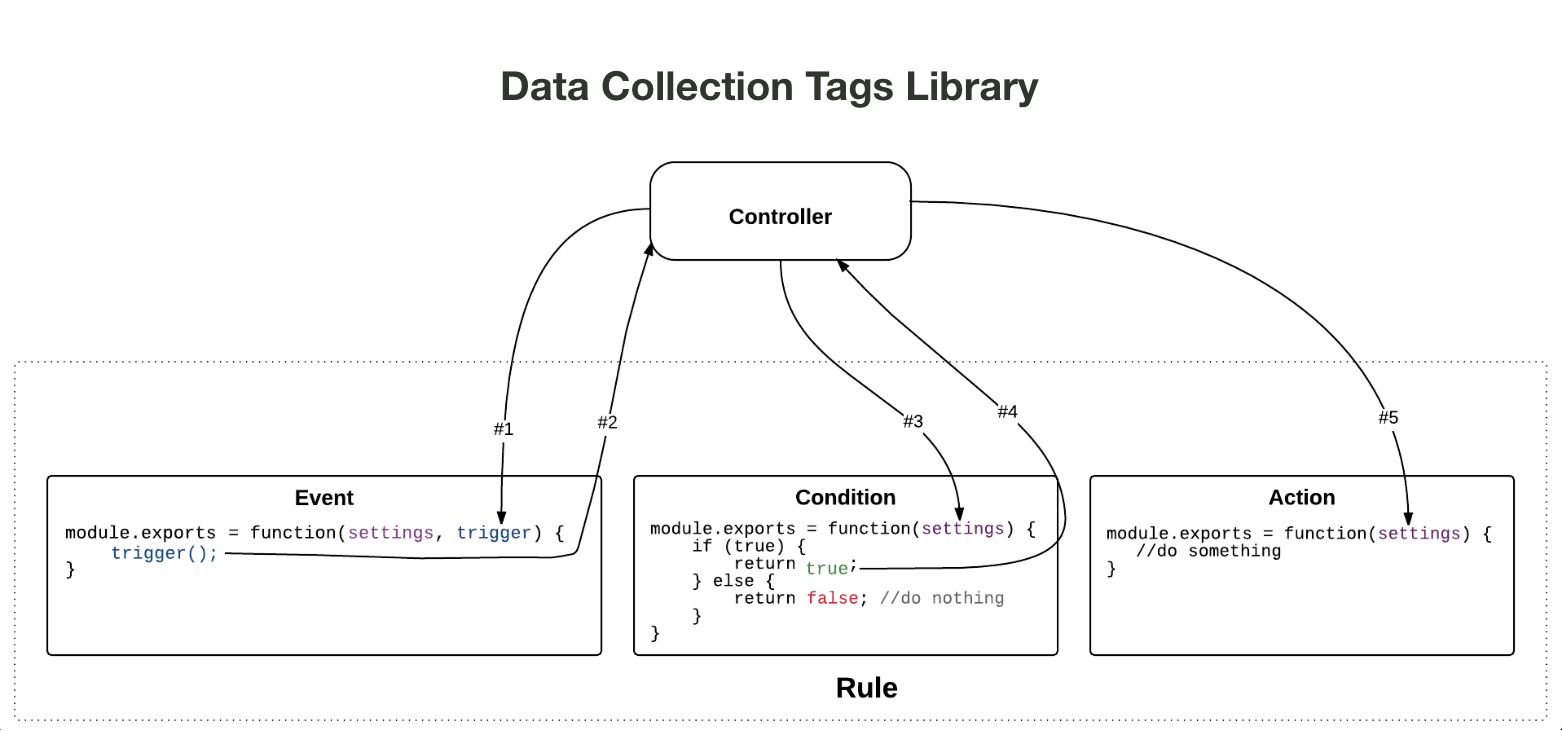 Data Collection Tags Library
Controller
#1
#2
#3
#4
#5
Event
module.exports = function(settings, trigger) {
    trigger();
}
Condition
module.exports = function(settings) {
    if (true) {
        return true;
    } else {
        return false; //do nothing
    }
}
Action
module.exports = function(settings) {
    //do something
}
Rule